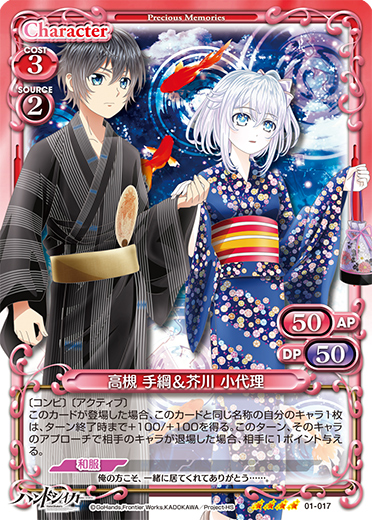 Precious Memories
Character
COST
3
SOURCE
2
50 AP
DP 50
高槻 手綱&芥川 小代理
[コンビ] [アクティブ]
このカードが登場した場合、このカードと同じ名称の自分のキャラ1枚
は、ターン終了時まで+100/+100を得る。このターン、そのキャ
ラのアプローチで相手のキャラが退場した場合、相手に1ポイント与え
る。
和服
俺の方こそ、一緒に居てくれてありがとう……。
ハンドシェイカー
©GoHands,Frontier Works,KADOKAWA / Project-HS
01-017